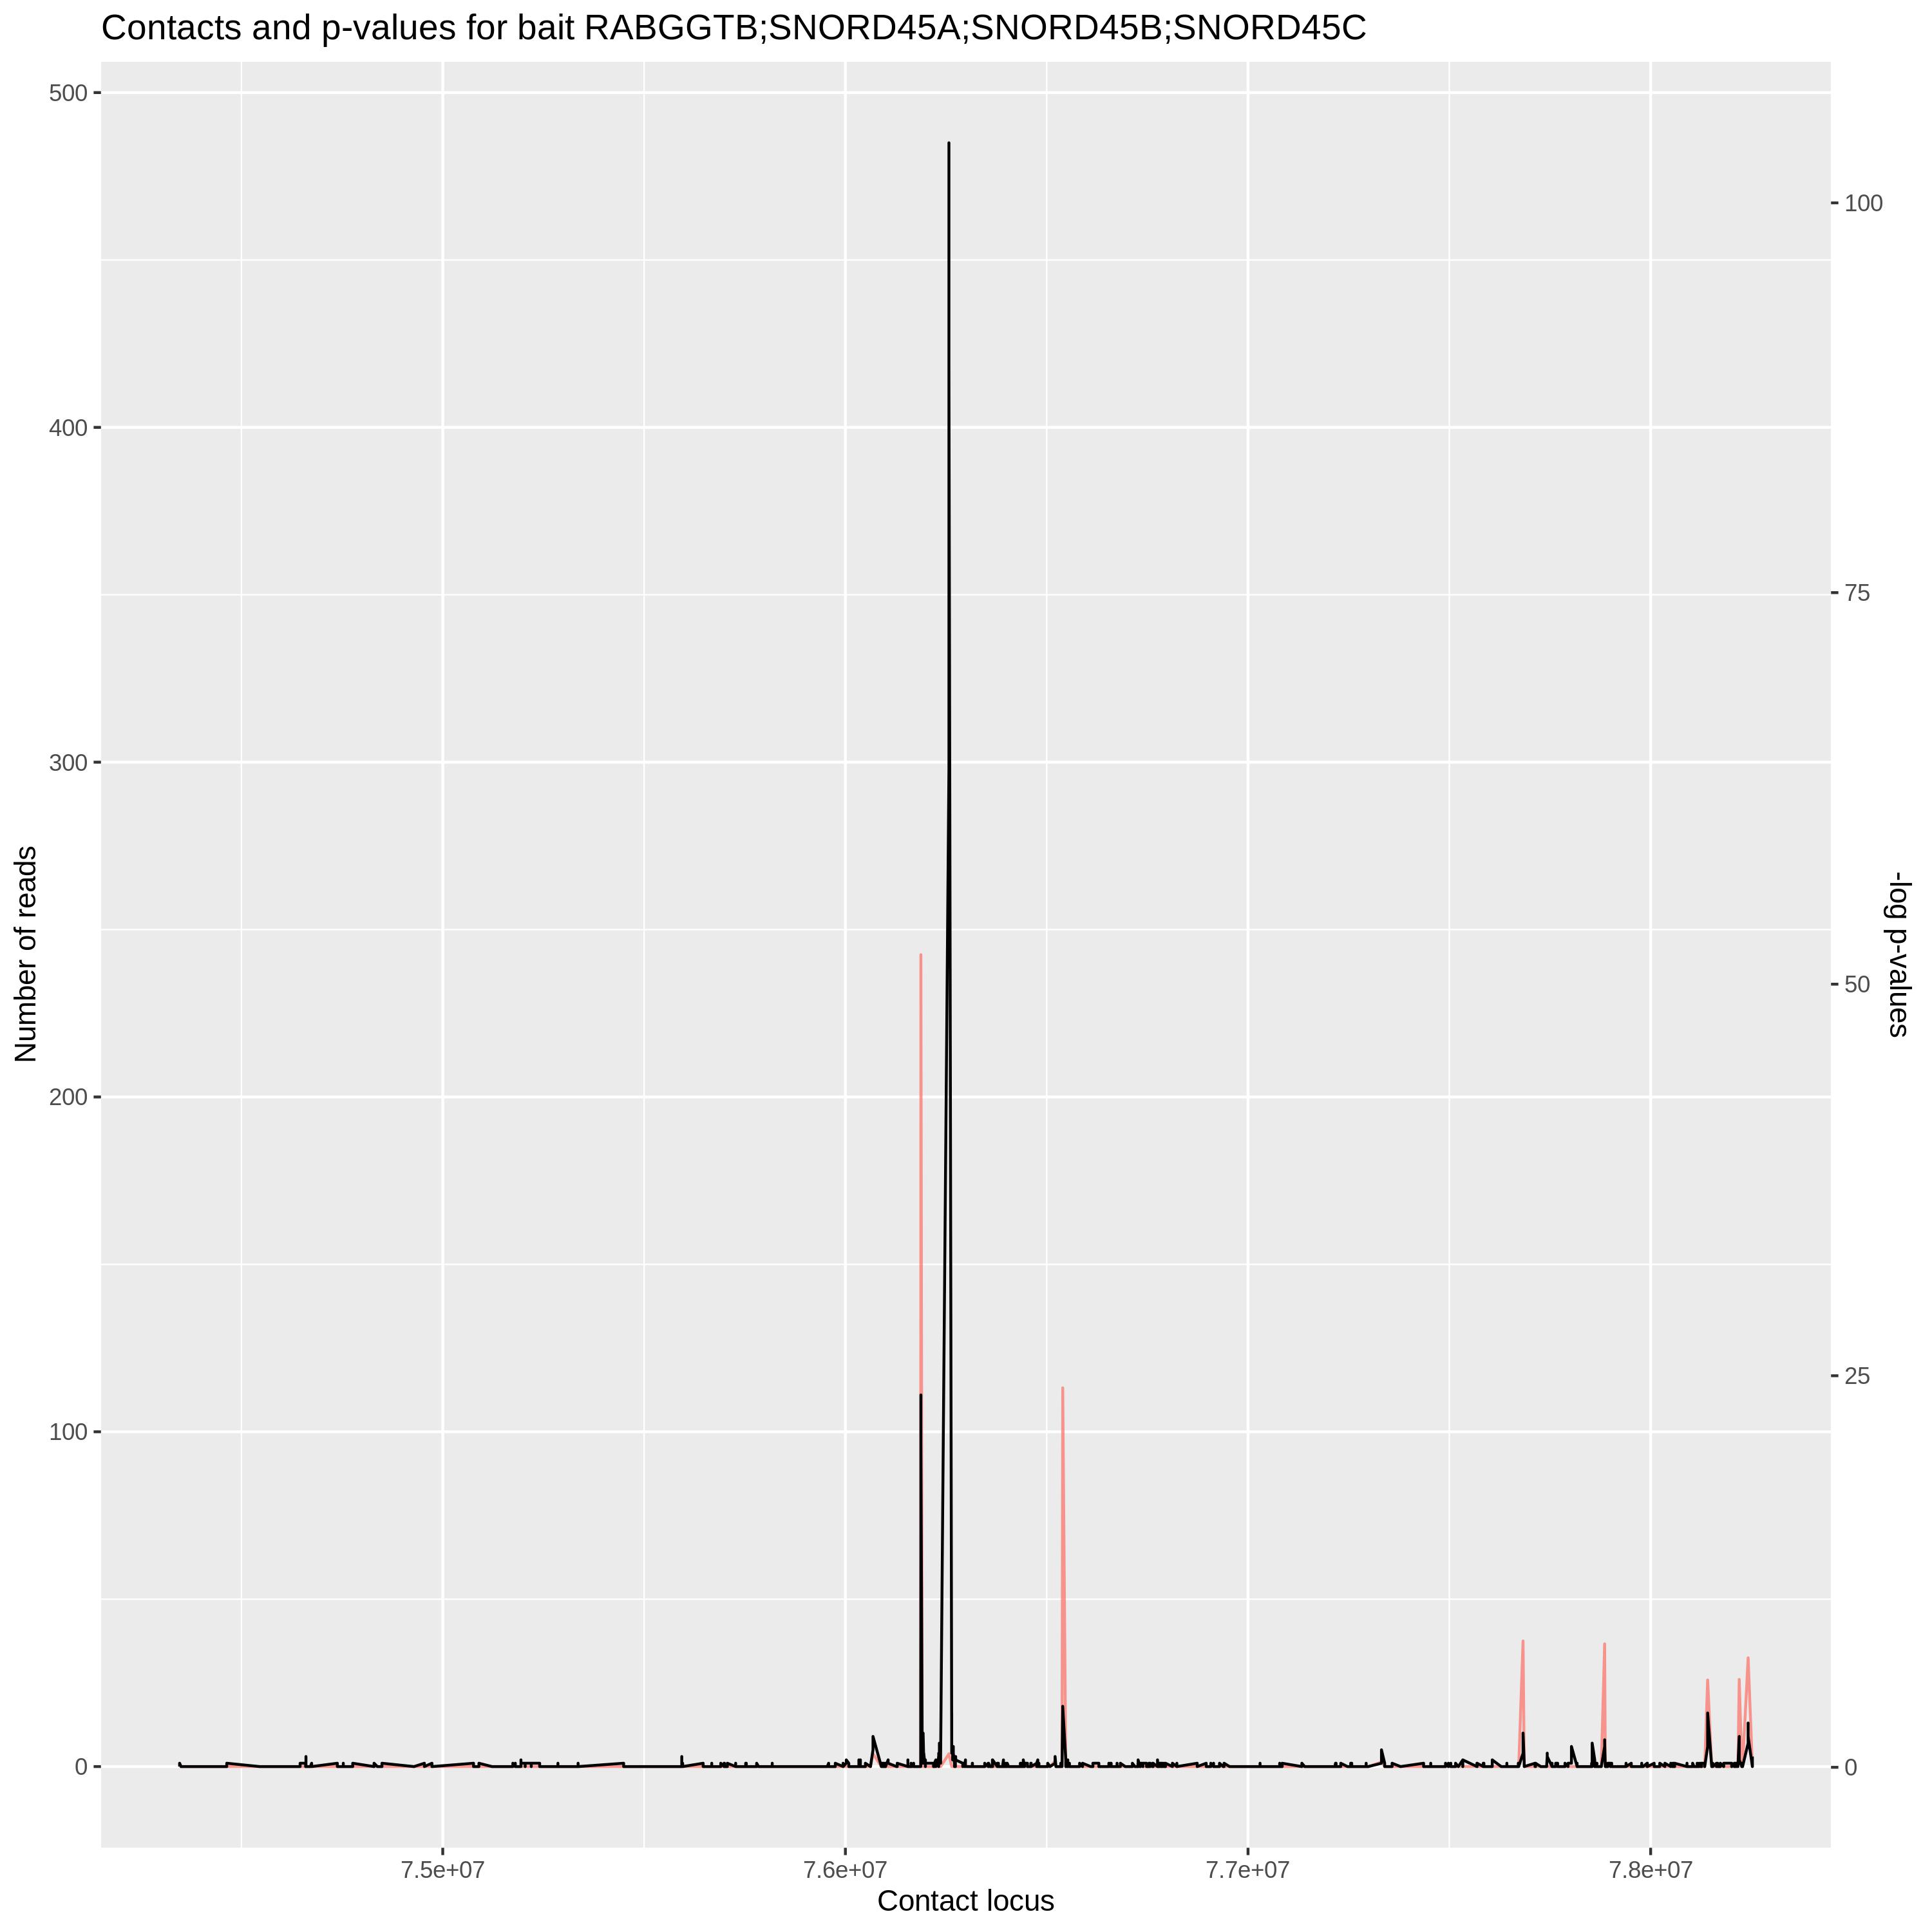 Contacts and p-values for bait RABGGTB;SNORD45A;SNORD45B;SNORD45C
500
400
300
200
100
0
Number of reads
100
75
50
25
0
-log p-values
7.5e+07
7.6e+07
7.7e+07
7.8e+07
Contact locus